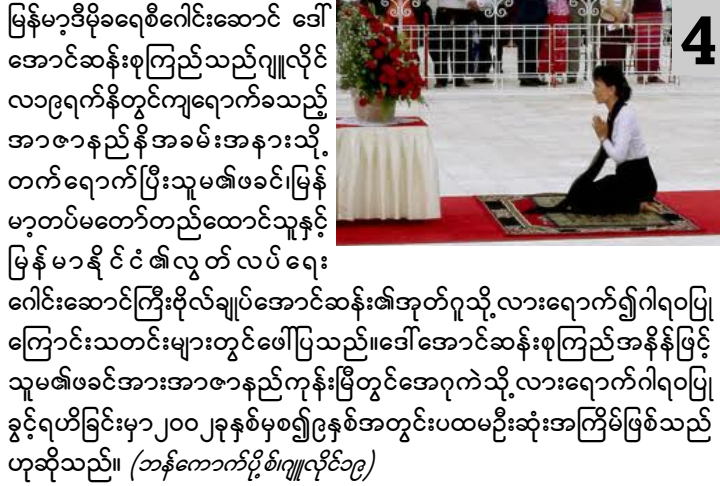 4
မြန်မာ့ဒီမိုခရေစီဂေါင်းဆောင် ဒေါ်
အောင်ဆန်းစုကြည်သည်ဂျူလိုင်
လ၁၉ရက်နိတွင်ကျရောက်ခသည့်
အာဇာနည်နိအခမ်းအနားသို့
တက်ရောက်ပြီးသူမ၏ဖခင်၊မြန်
မာ့တပ်မတော်တည်ထောင်သူနှင့်
မြန်မာနိုင်ငံ၏လွတ်လပ်ရေး
ဂေါင်းဆောင်ကြီးဗိုလ်ချုပ်အောင်ဆန်း၏အုတ်ဂူသို့လားရောက်၍ဂါရဝပြု
ကြောင်းသတင်းများတွင်ဖေါ်ပြသည်။ဒေါ်အောင်ဆန်းစုကြည်အနိန်ဖြင့်
သူမ၏ဖခင်အားအာဇာနည်ကုန်းမြီတွင်အေဂုကဲသို့လားရောက်ဂါရဝပြု
ခွင့်ရဟိခြင်းမှာ၂၀၀၂ခုနှစ်မှစ၍၉နှစ်အတွင်းပထမဦးဆုံးအကြိမ်ဖြစ်သည်
ဟုဆိုသည်။ (ဘန်ကောက်ပို့စ်၊ဂျူလိုင်၁၉)